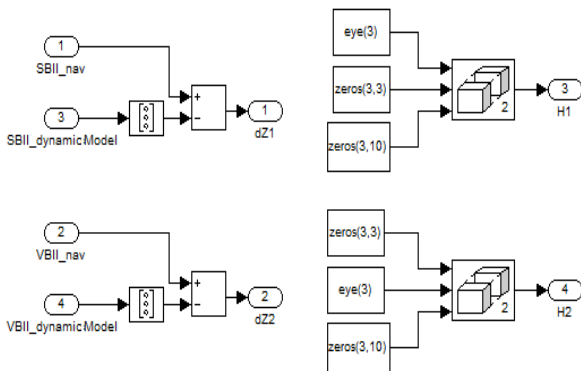 1
SBII_nav
3
SBII_dynamicModel
+
−
1
dZ1
eye(3)
zeros(3,3)
zeros(3,10)
2
3
H1
2
VBII_nav
4
VBII_dynamicModel
+
−
2
dZ2
zeros(3,3)
eye(3)
zeros(3,10)
2
4
H2